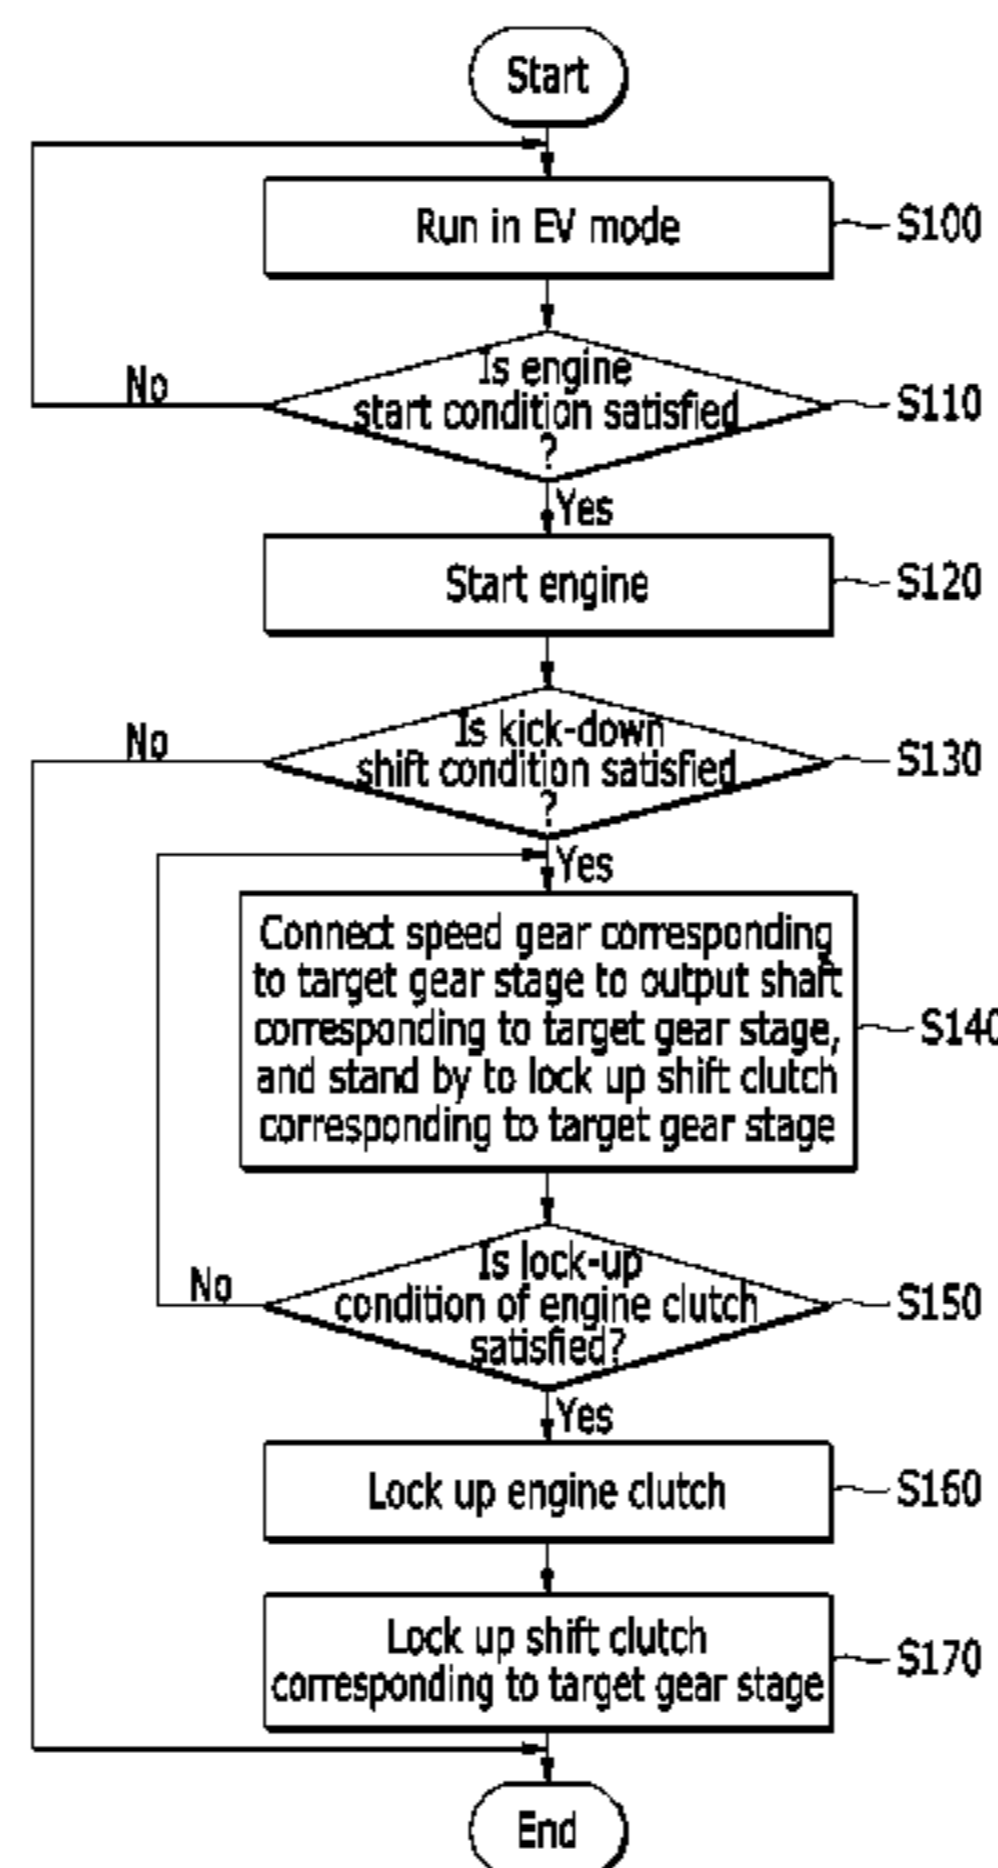 Start
Run in EV mode
S100
Is engine
start condition satisfied
?
S110
No
Yes
Start engine
S120
Is kick-down
shift condition satisfied
?
S130
No
Yes
Connect speed gear corresponding
to target gear stage to output shaft
corresponding to target gear stage,
and stand by to lock up shift clutch
corresponding to target gear stage
S140
Is lock-up
condition of engine clutch
satisfied?
S150
No
Yes
Lock up engine clutch
S160
Lock up shift clutch
corresponding to target gear stage
S170
End